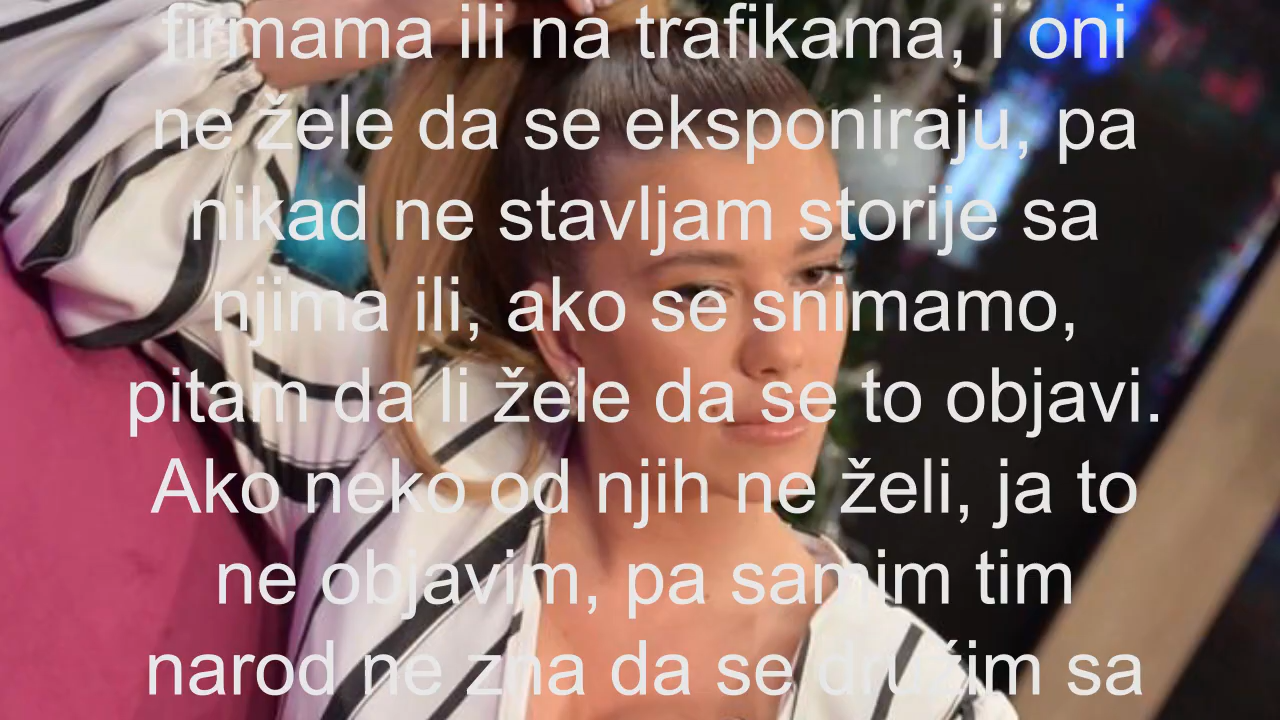 firmama ili na trafikama, i oni
ne žele da se eksponiraju, pa
nikad ne stavljam storije sa
njima ili, ako se snimamo,
pitam da li žele da se to objavi.
Ako neko od njih ne želi, ja to
ne objavim, pa samim tim
narod ne zna da se družim sa